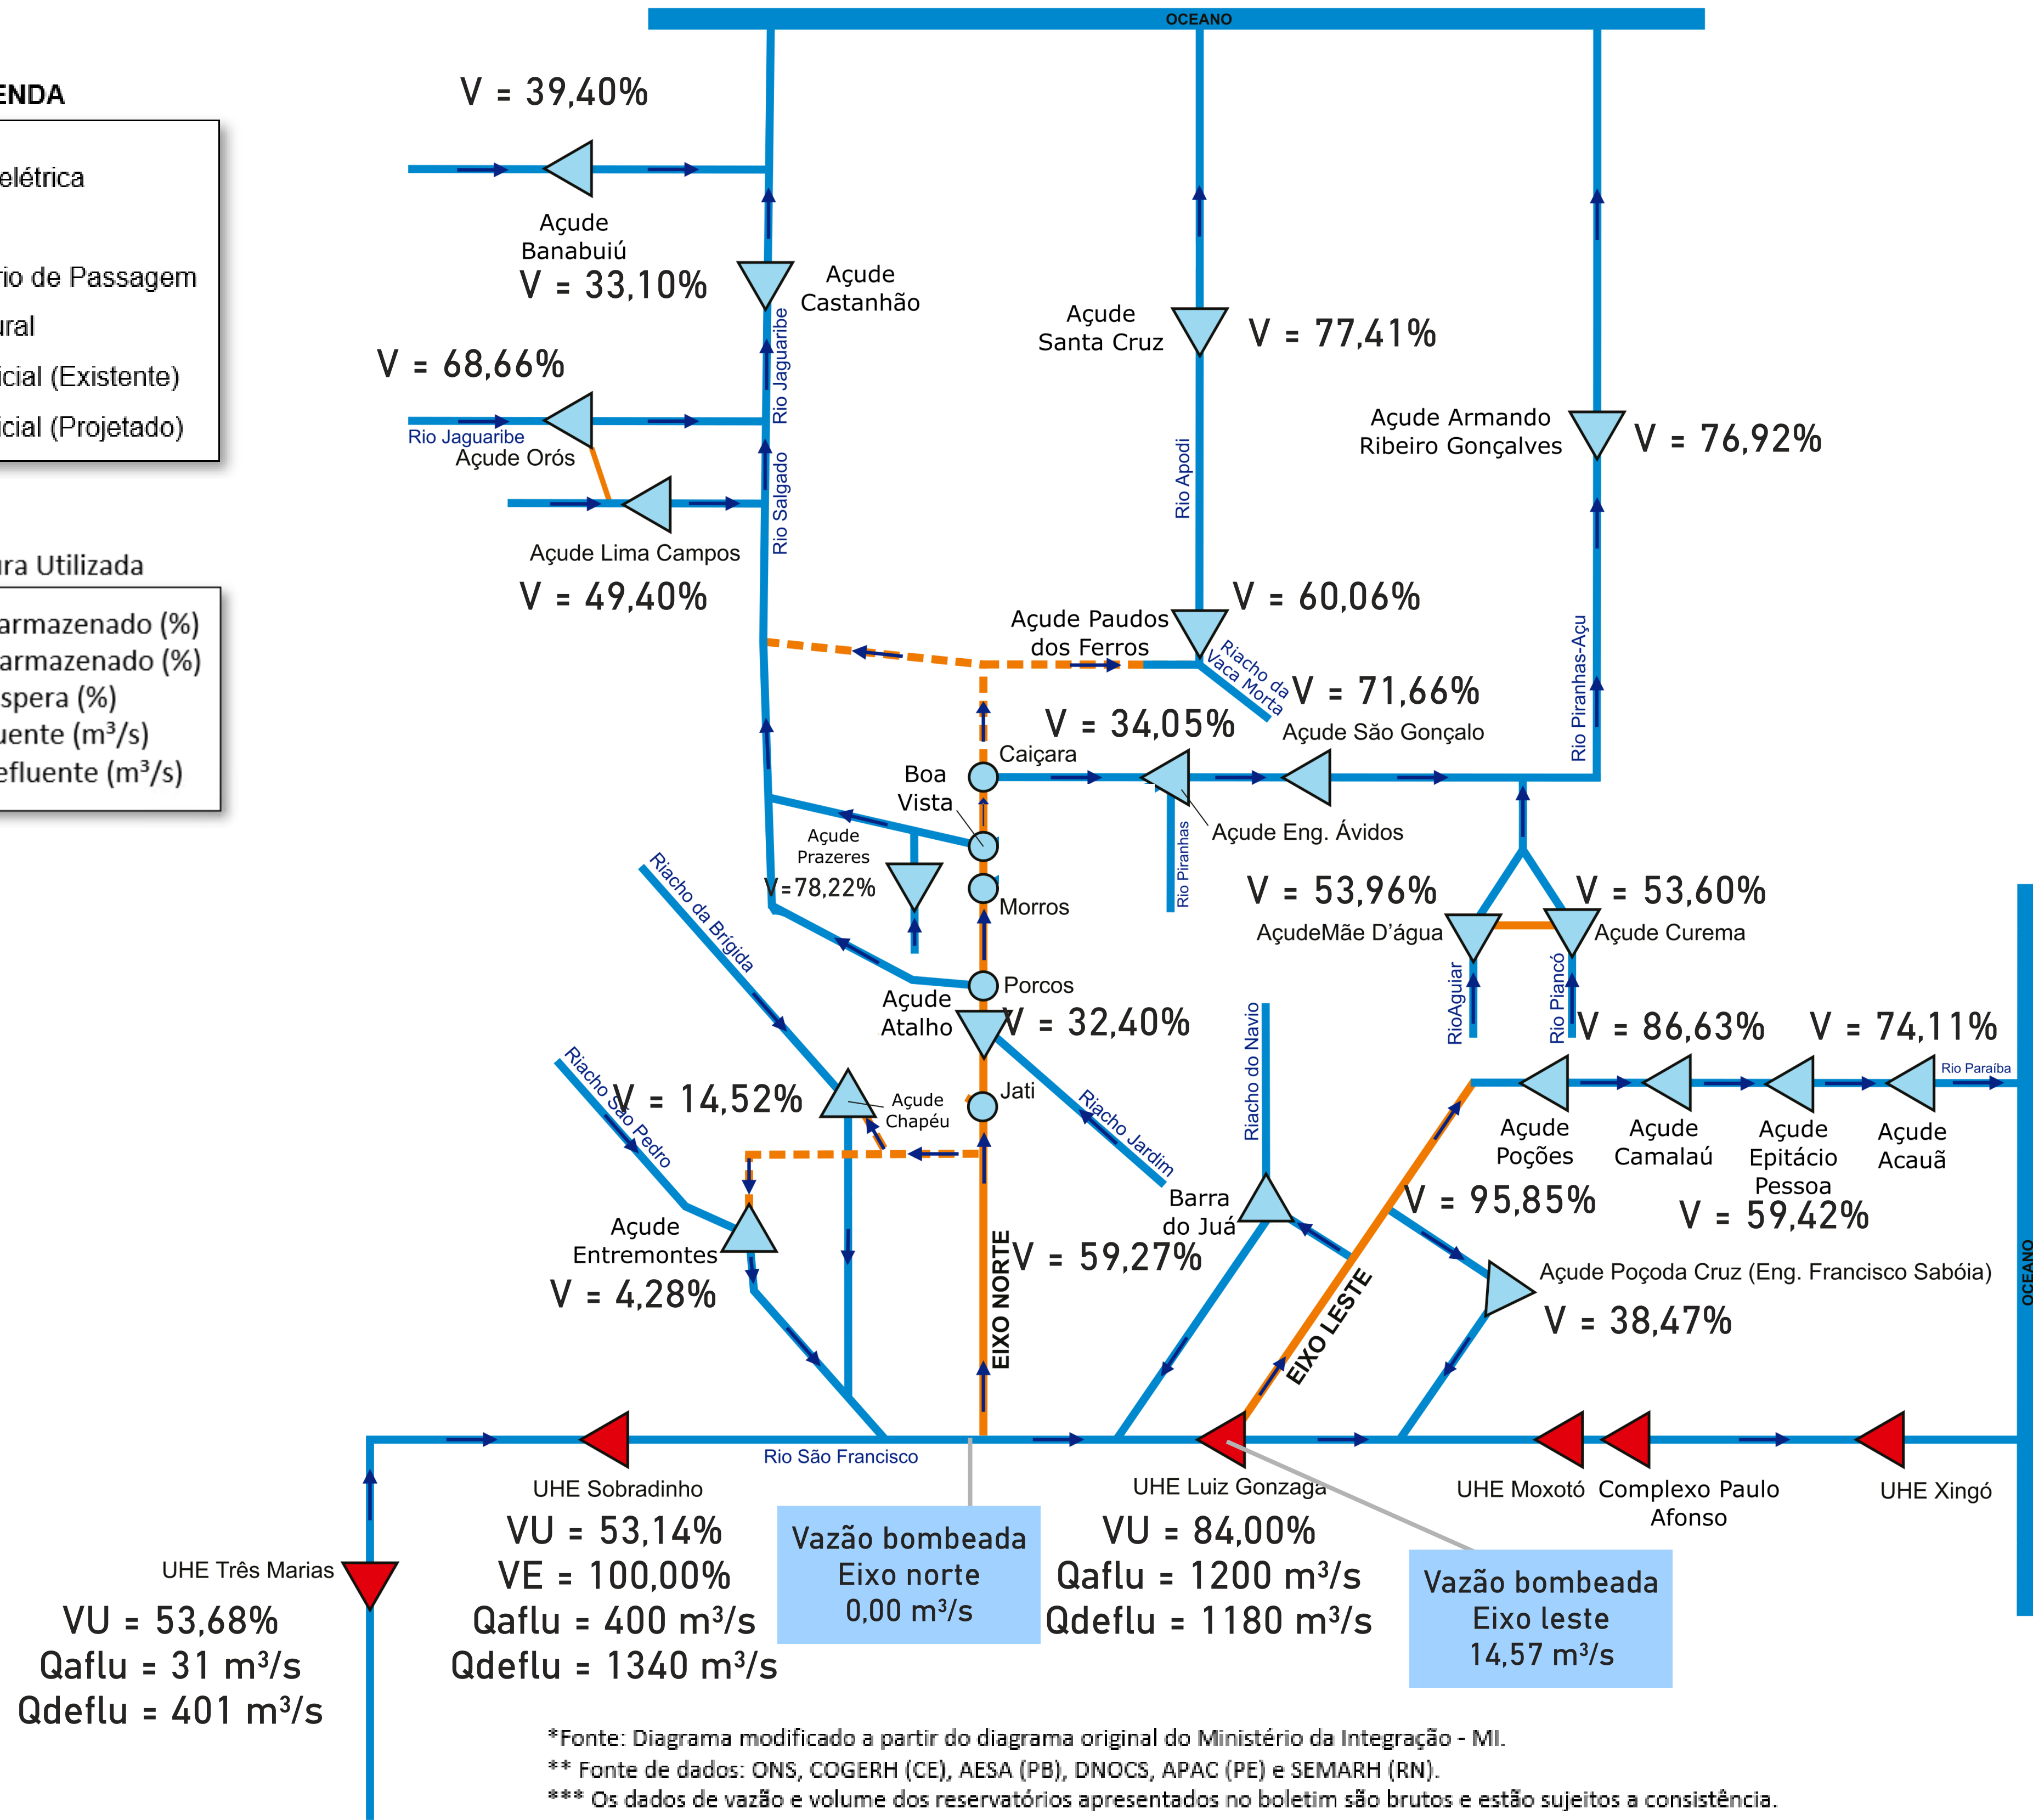 OCEANO
V = 39,40%
ENDA
elétrica
rio de Passagem
ural
icial (Existente)
icial (Projetado)
Açude
Banabuiú
V = 33,10%
Açude
Castanhão
Rio Jaguaribe
Açude
Santa Cruz
V = 77,41%
V = 68,66%
Rio Jaguaribe
Açude Orós
Açude Armando
Ribeiro Gonçalves
V = 76,92%
Rio Apodi
Rio Salgado
Açude Lima Campos
V = 49,40%
ura Utilizada
armazenado (%)
armazenado (%)
spera (%)
uente (m³/s)
efluente (m³/s)
Açude Paudos
dos Ferros
V = 60,06%
Riacho da
Vaca Morta
V = 71,66%
Açude São Gonçalo
Rio Piranhas-Açu
V = 34,05%
Caiçara
Boa
Vista
Açude Eng. Ávidos
Rio Piranhas
Açude
Prazeres
V=78,22%
Morros
Riacho da Brígida
V = 53,96%
AçudeMãe D'água
V = 53,60%
Açude Curema
RioAguiar
Rio Piancó
Porcos
Açude
Atalho
V = 32,40%
V = 86,63%
V = 74,11%
Rio Paraíba
Riacho São Pedro
V = 14,52%
Açude
Chapéu
Jati
Riacho Jardim
Riacho do Navio
Açude
Poções
Açude
Camalaú
Açude
Epitácio
Pessoa
Açude
Acauã
V = 95,85%
V = 59,42%
Barra
do Juá
V = 59,27%
Açude
Entremontes
V = 4,28%
EIXO NORTE
EIXO LESTE
Açude Poçoda Cruz (Eng. Francisco Sabóia)
V = 38,47%
OCEANO
Rio São Francisco
UHE Sobradinho
VU = 53,14%
VE = 100,00%
Qaflu = 400 m³/s
Qdeflu = 1340 m³/s
Vazão bombeada
Eixo norte
0,00 m³/s
UHE Luiz Gonzaga
VU = 84,00%
Qaflu = 1200 m³/s
Qdeflu = 1180 m³/s
Vazão bombeada
Eixo leste
14,57 m³/s
UHE Moxotó
Complexo Paulo
Afonso
UHE Xingó
UHE Três Marias
VU = 53,68%
Qaflu = 31 m³/s
Qdeflu = 401 m³/s
*Fonte: Diagrama modificado a partir do diagrama original do Ministério da Integração - MI.
** Fonte de dados: ONS, COGERH (CE), AESA (PB), DNOCS, APAC (PE) e SEMARH (RN).
*** Os dados de vazão e volume dos reservatórios apresentados no boletim são brutos e estão sujeitos a consistência.